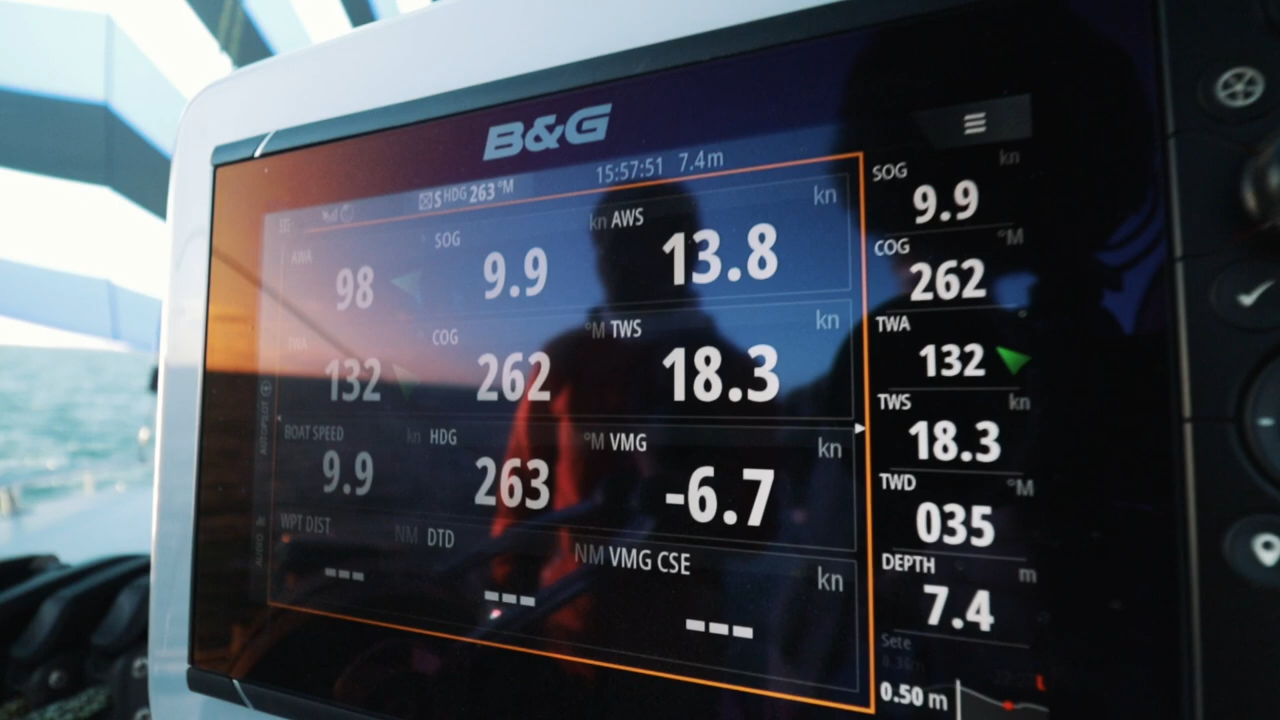 B&G
S HDG 263 °M 15:57:51 7.4m
AWA
98
SOG kn
9.9
AWS kn
13.8
TWA
132
COG °M
262
TWS kn
18.3
BOAT SPEED kn
9.9
HDG °M
263
VMG kn
-6.7
WPT DIST NM
---
DTD NM
---
VMG CSE kn
---
AUTOPILOT
AUDIO
SOG kn
9.9
COG °M
262
TWA
132
TWS kn
18.3
TWD °M
035
DEPTH m
7.4
Sete
0.50 m